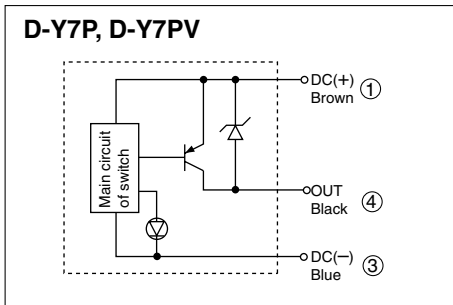 D-Y7P, D-Y7PV
DC(+) ①
Brown
Main circuit
of switch
OUT
Black ④
DC(−)
Blue ③